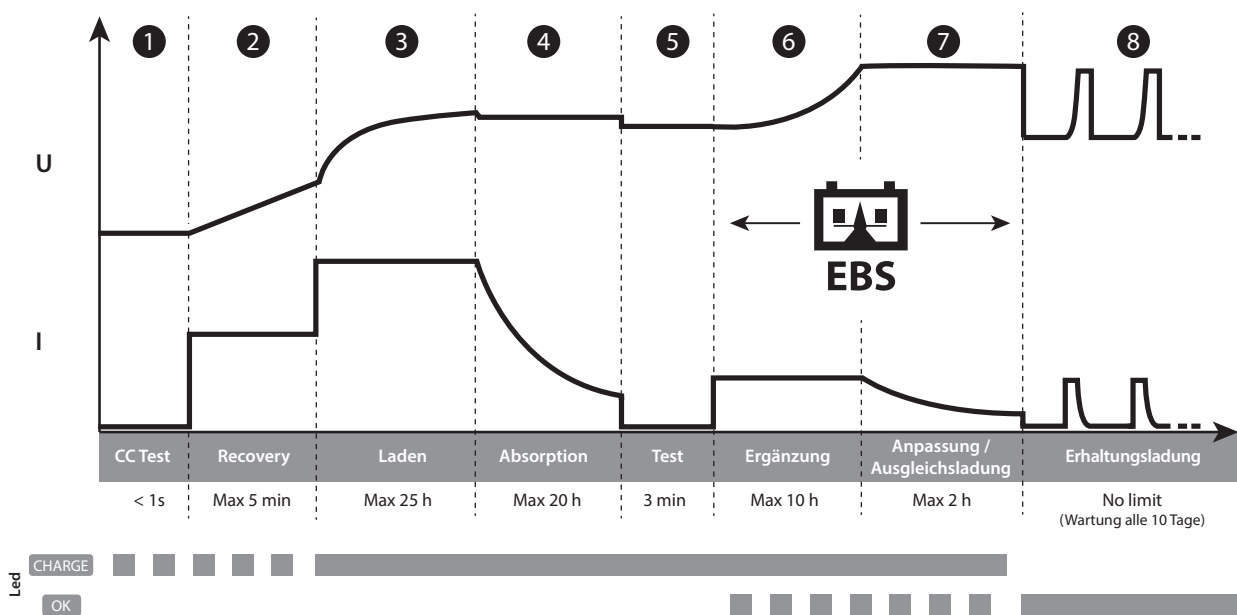 1 2 3 4 5 6 7 8
U
EBS
I
CC Test Recovery Laden Absorption Test Ergänzung Anpassung / Erhaltungsladung
Ausgleichsladung
< 1s Max 5 min Max 25 h Max 20 h 3 min Max 10 h Max 2 h No limit
(Wartung alle 10 Tage)
Led
CHARGE
OK